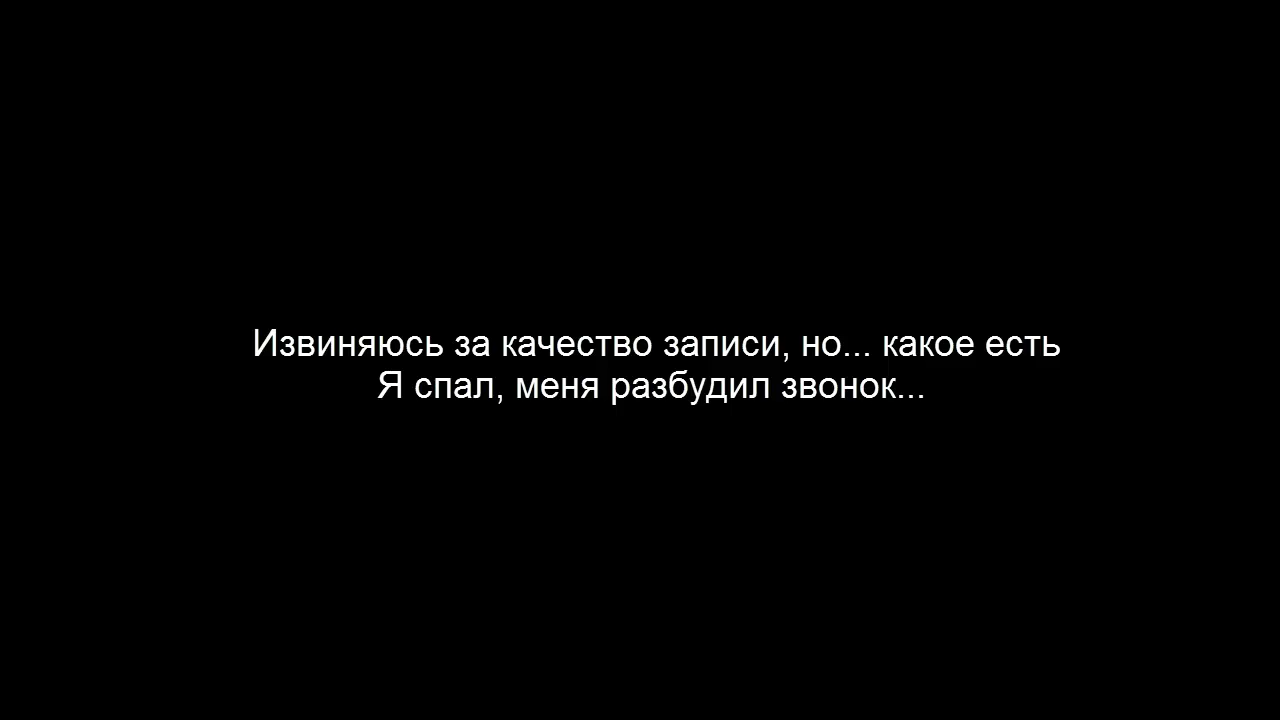 Извиняюсь за качество записи, но... какое есть
Я спал, меня разбудил звонок...